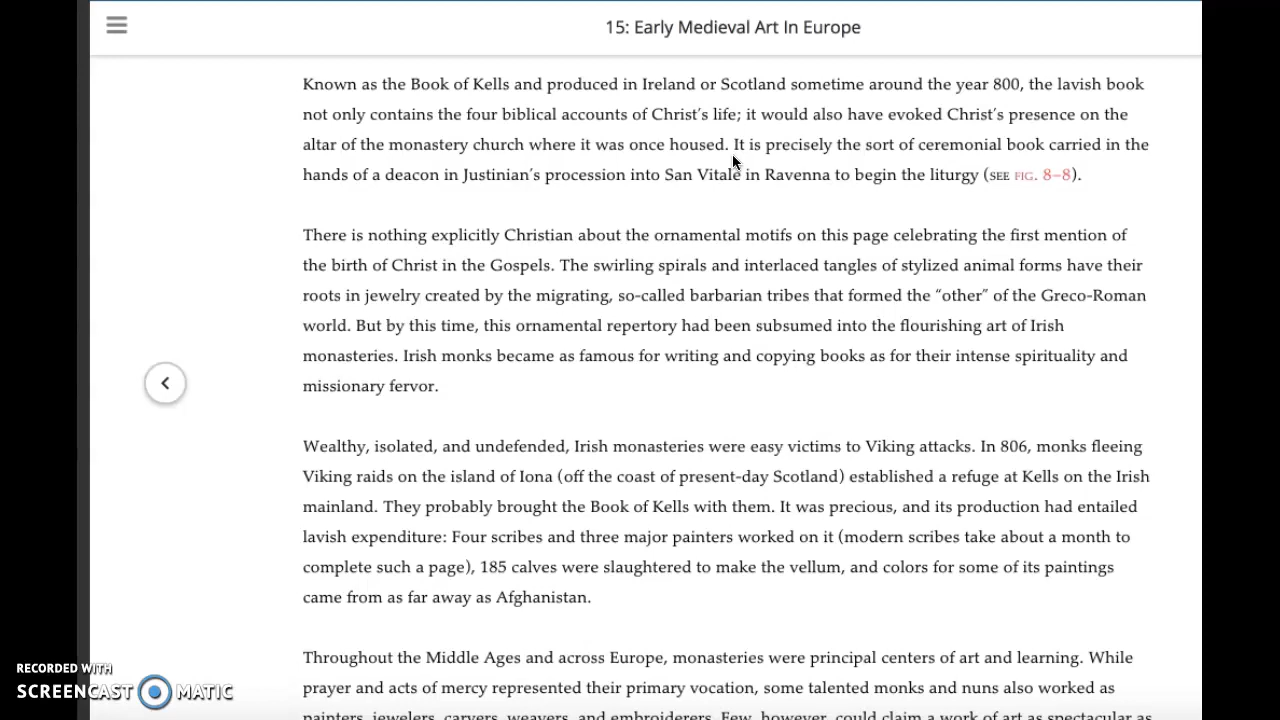 15: Early Medieval Art In Europe
Known as the Book of Kells and produced in Ireland or Scotland sometime around the year 800, the lavish book
not only contains the four biblical accounts of Christ’s life; it would also have evoked Christ’s presence on the
altar of the monastery church where it was once housed. It is precisely the sort of ceremonial book carried in the
hands of a deacon in Justinian’s procession into San Vitale in Ravenna to begin the liturgy (SEE FIG. 8–8).
There is nothing explicitly Christian about the ornamental motifs on this page celebrating the first mention of
the birth of Christ in the Gospels. The swirling spirals and interlaced tangles of stylized animal forms have their
roots in jewelry created by the migrating, so-called barbarian tribes that formed the “other” of the Greco-Roman
world. But by this time, this ornamental repertory had been subsumed into the flourishing art of Irish
monasteries. Irish monks became as famous for writing and copying books as for their intense spirituality and
missionary fervor.
Wealthy, isolated, and undefended, Irish monasteries were easy victims to Viking attacks. In 806, monks fleeing
Viking raids on the island of Iona (off the coast of present-day Scotland) established a refuge at Kells on the Irish
mainland. They probably brought the Book of Kells with them. It was precious, and its production had entailed
lavish expenditure: Four scribes and three major painters worked on it (modern scribes take about a month to
complete such a page), 185 calves were slaughtered to make the vellum, and colors for some of its paintings
came from as far away as Afghanistan.
Throughout the Middle Ages and across Europe, monasteries were principal centers of art and learning. While
prayer and acts of mercy represented their primary vocation, some talented monks and nuns also worked as
painters, jewelers, carvers, weavers, and embroiderers. Few, however, could claim a work of art as spectacular as
RECORDED WITH
SCREENCAST MATIC